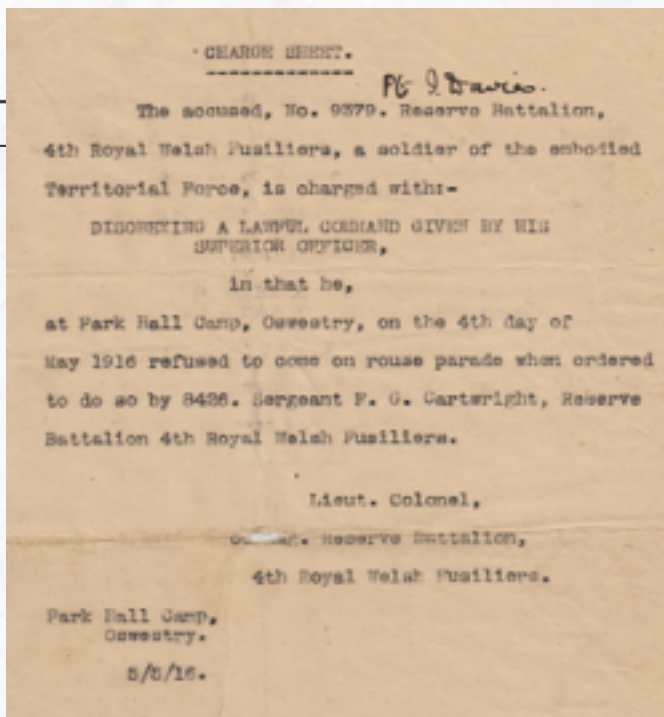 CHARGE SHEET.
Pte I. Davies.
The accused, No. 9379. Reserve Battalion,
4th Royal Welsh Fusiliers, a soldier of the embodied
Territorial Force, is charged with:-
DISOBEYING A LAWFUL COMMAND GIVEN BY HIS
SUPERIOR OFFICER,
in that he,
at Park Hall Camp, Oswestry, on the 4th day of
May 1916 refused to come on rouse parade when ordered
to do so by 8426. Sergeant F. G. Cartwright, Reserve
Battalion 4th Royal Welsh Fusiliers.
Lieut. Colonel,
Reserve Battalion,
4th Royal Welsh Fusiliers.
Park Hall Camp,
Oswestry.
5/5/16.